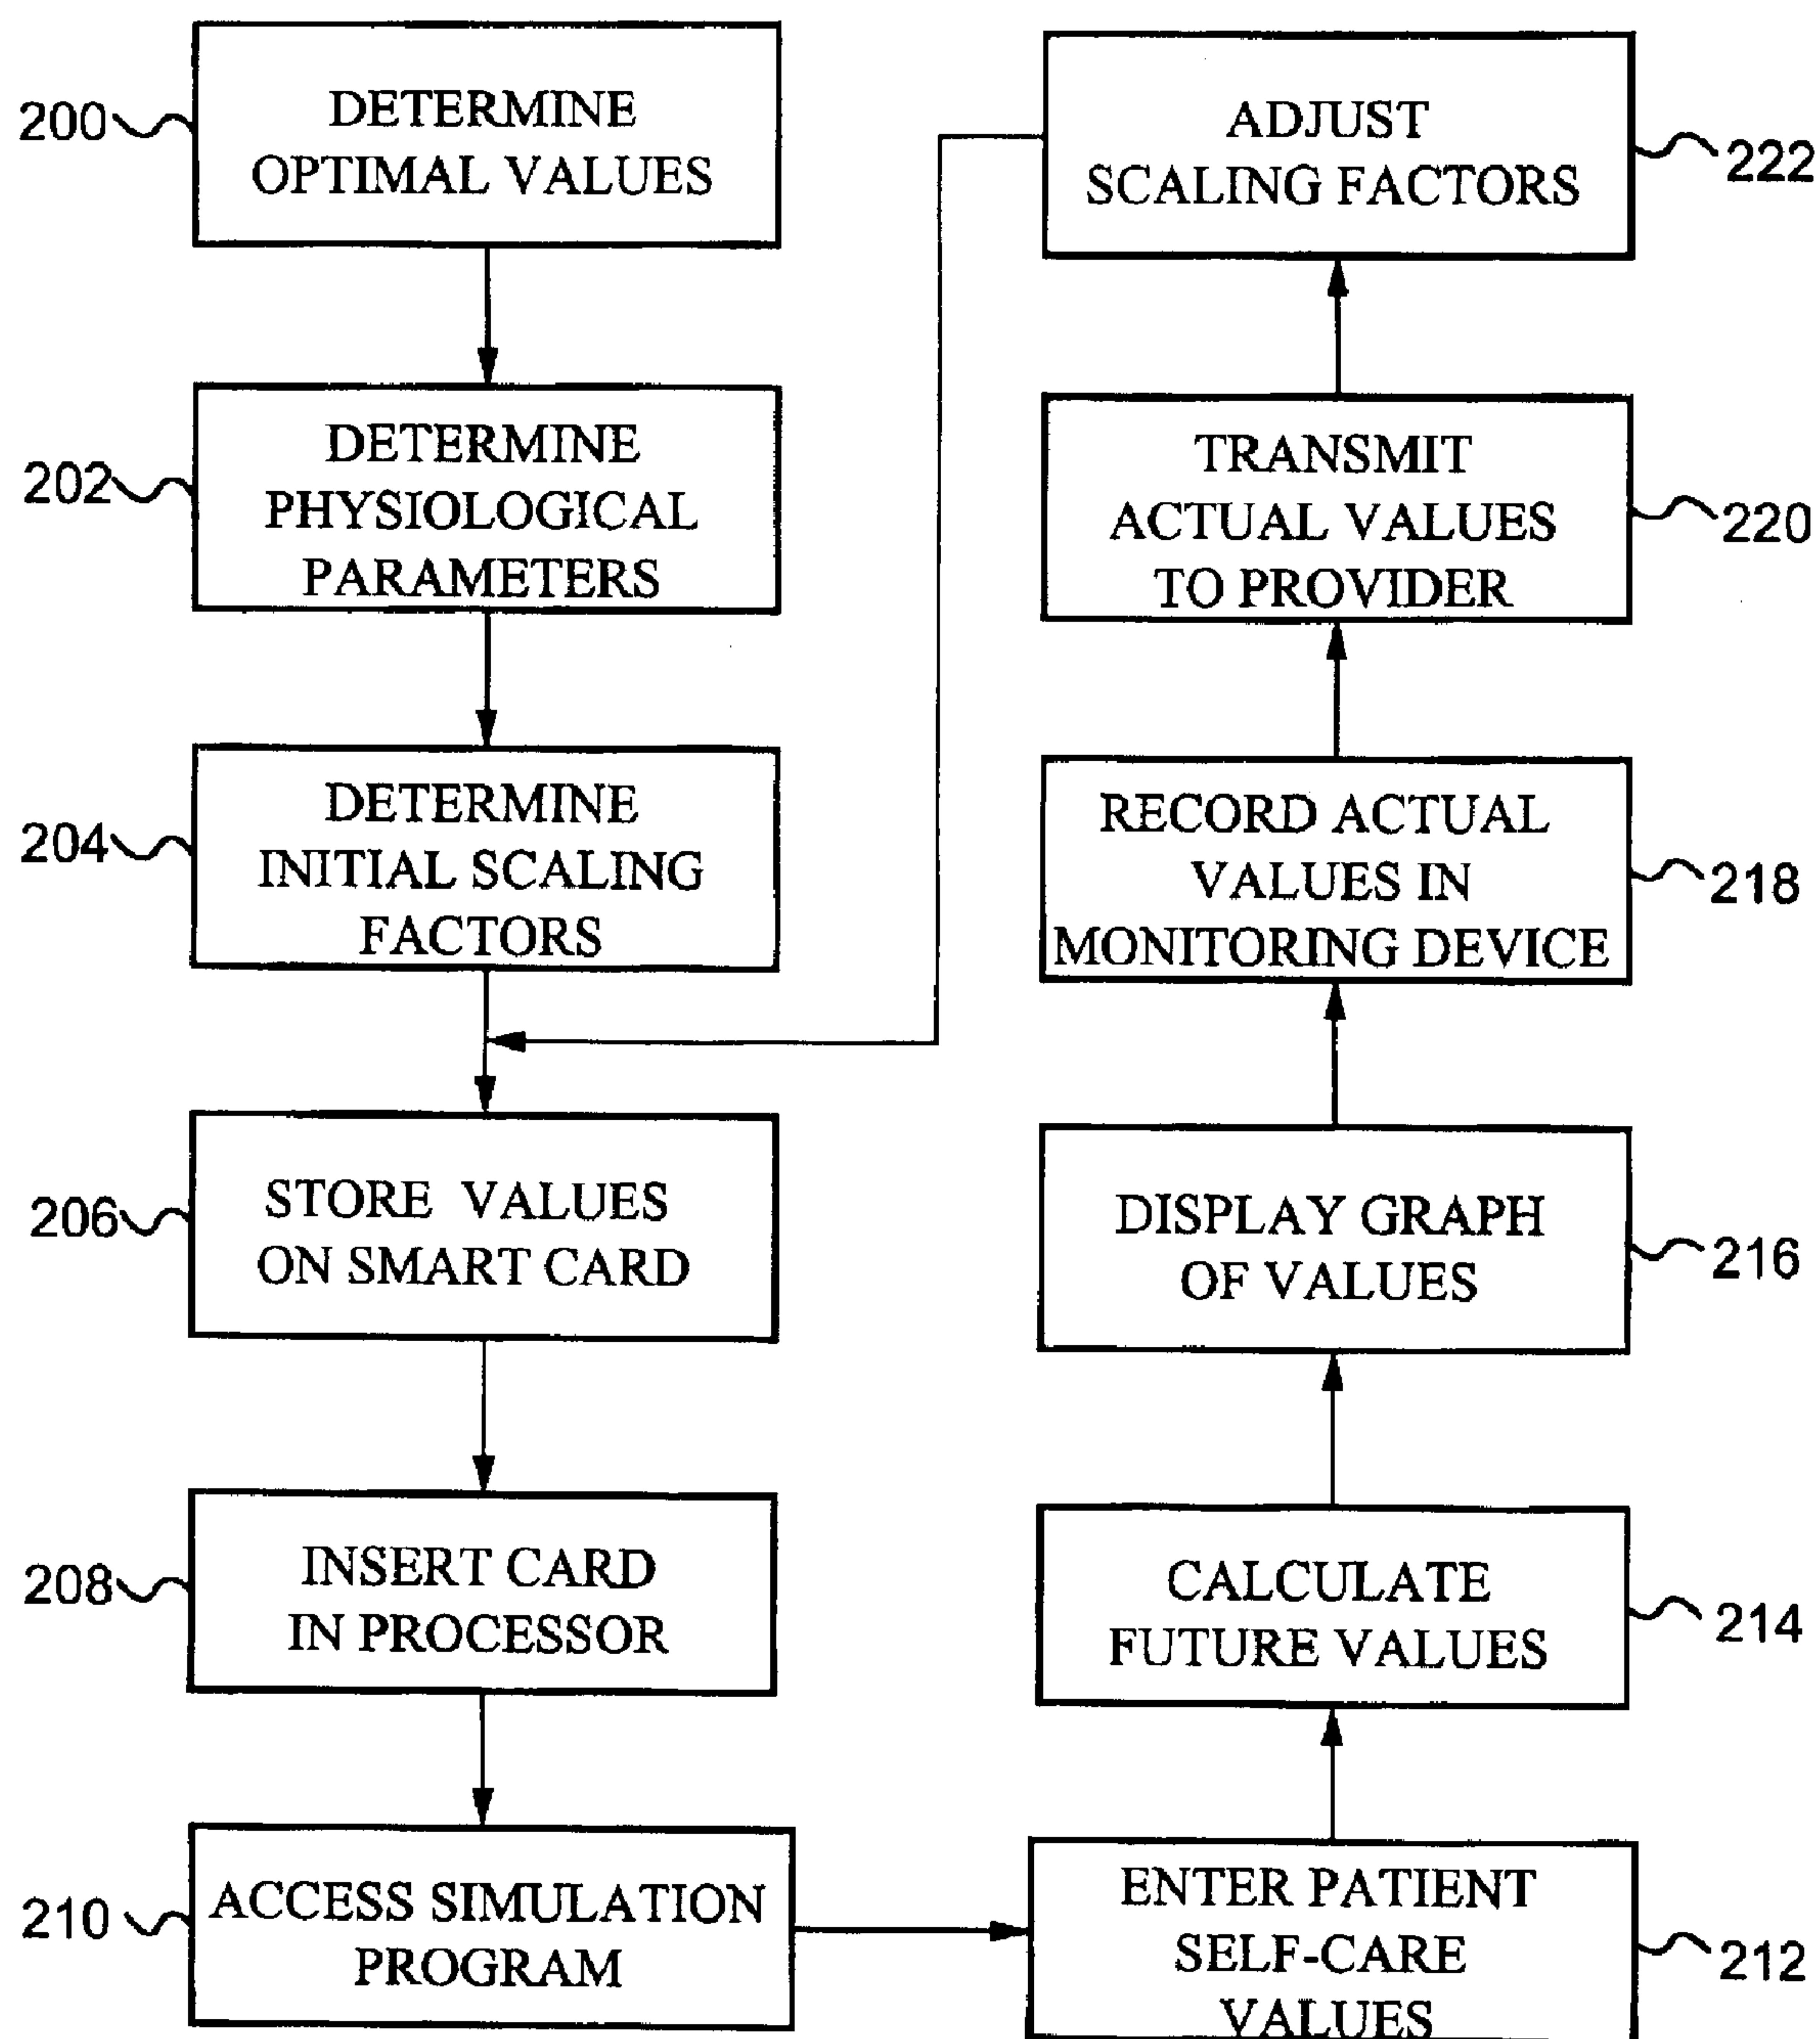 200
DETERMINE
OPTIMAL VALUES
202
DETERMINE
PHYSIOLOGICAL
PARAMETERS
204
DETERMINE
INITIAL SCALING
FACTORS
206
STORE VALUES
ON SMART CARD
208
INSERT CARD
IN PROCESSOR
210
ACCESS SIMULATION
PROGRAM
ENTER PATIENT
SELF-CARE
VALUES
212
CALCULATE
FUTURE VALUES
214
DISPLAY GRAPH
OF VALUES
216
RECORD ACTUAL
VALUES IN
MONITORING DEVICE
218
TRANSMIT
ACTUAL VALUES
TO PROVIDER
220
ADJUST
SCALING FACTORS
222